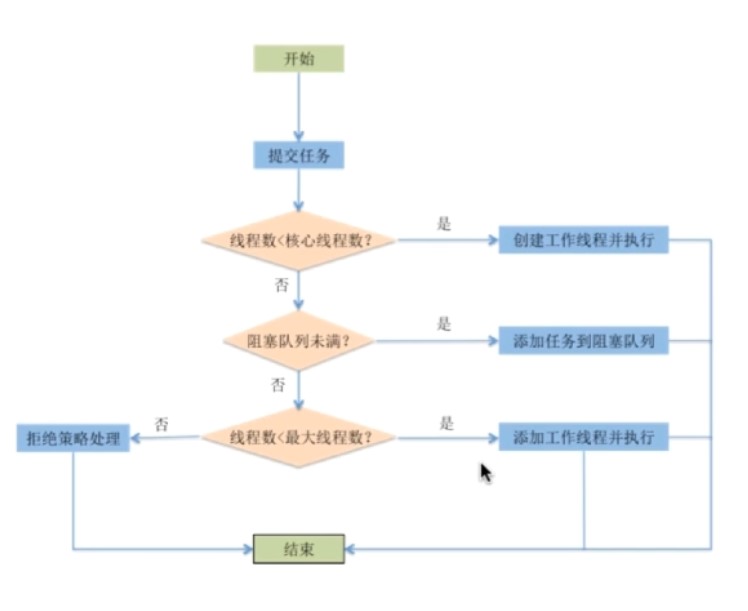 开始
提交任务
线程数<核心线程数?
是
创建工作线程并执行
否
阻塞队列未满?
是
添加任务到阻塞队列
否
拒绝策略处理
否
线程数<最大线程数?
是
添加工作线程并执行
结束